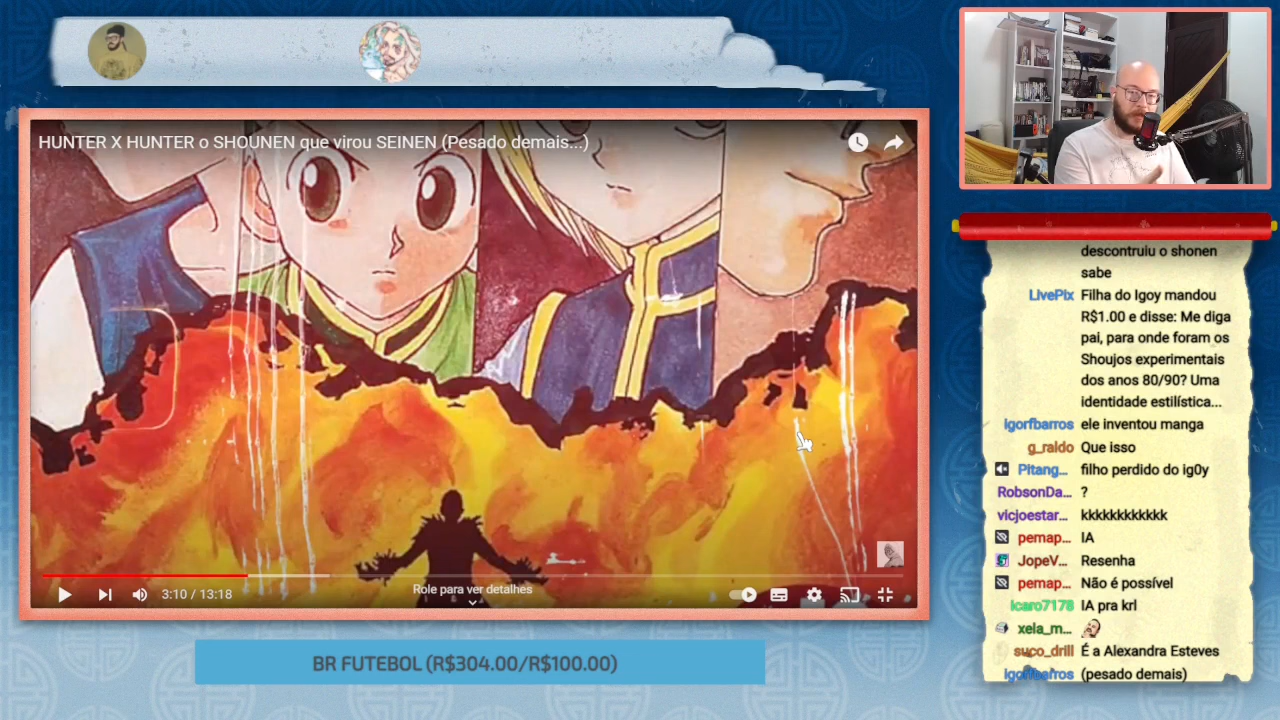 HUNTER X HUNTER o SHOUNEN que virou SEINEN (Pesado demais...)
3:10 / 13:18
Role para ver detalhes
BR FUTEBOL (R$304.00/R$100.00)
descontruiu o shonen
sabe
LivePix Filha do Igoy mandou
R$1.00 e disse: Me diga
pai, para onde foram os
Shoujos experimentais
dos anos 80/90? Uma
identidade estilística...
igorfbarros ele inventou manga
g_raldo Que isso
Pitang... filho perdido do ig0y
RobsonDa... ?
vicjoestar... kkkkkkkkkkkk
pemap... IA
JopeV... Resenha
pemap... Não é possível
icaro7178 IA pra krl
xela_m...
suco_drill É a Alexandra Esteves
igorfbarros (pesado demais)